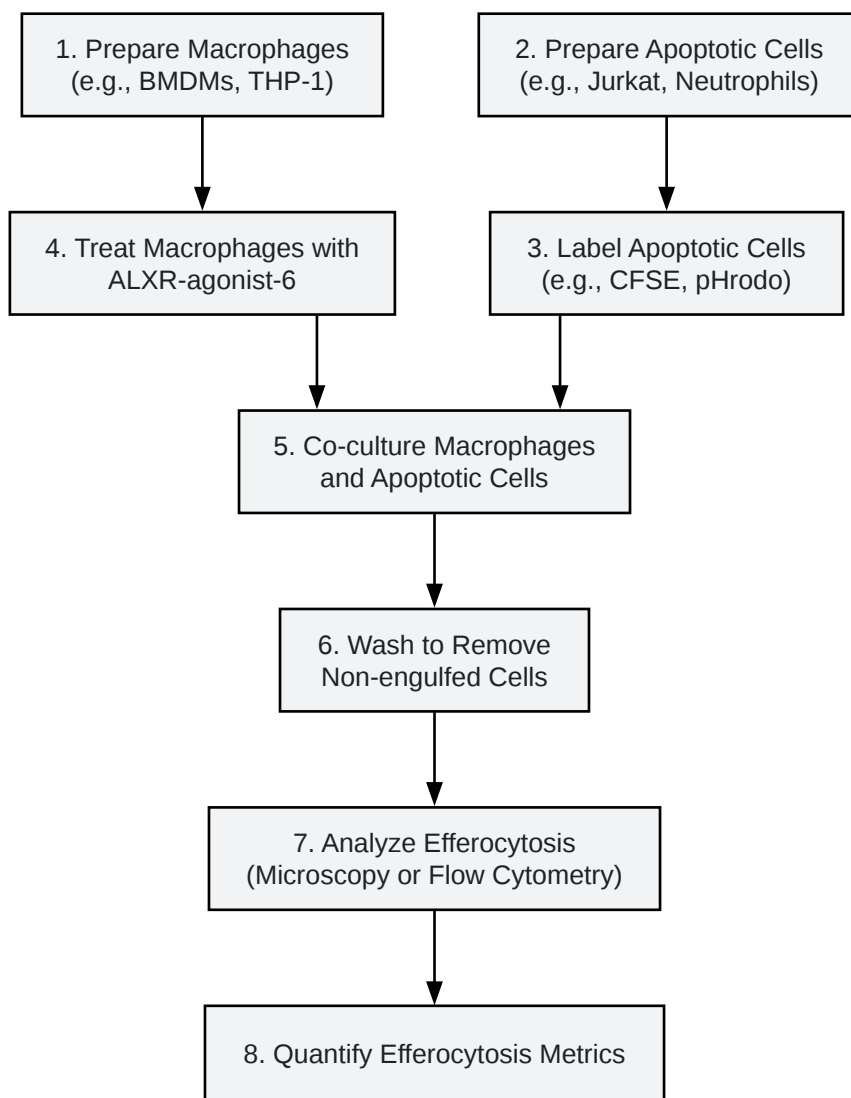 1. Prepare Macrophages
(e.g., BMDMs, THP-1)
2. Prepare Apoptotic Cells
(e.g., Jurkat, Neutrophils)
4. Treat Macrophages with
ALXR-agonist-6
3. Label Apoptotic Cells
(e.g., CFSE, pHrodo)
5. Co-culture Macrophages
and Apoptotic Cells
6. Wash to Remove
Non-engulfed Cells
7. Analyze Efferocytosis
(Microscopy or Flow Cytometry)
8. Quantify Efferocytosis Metrics